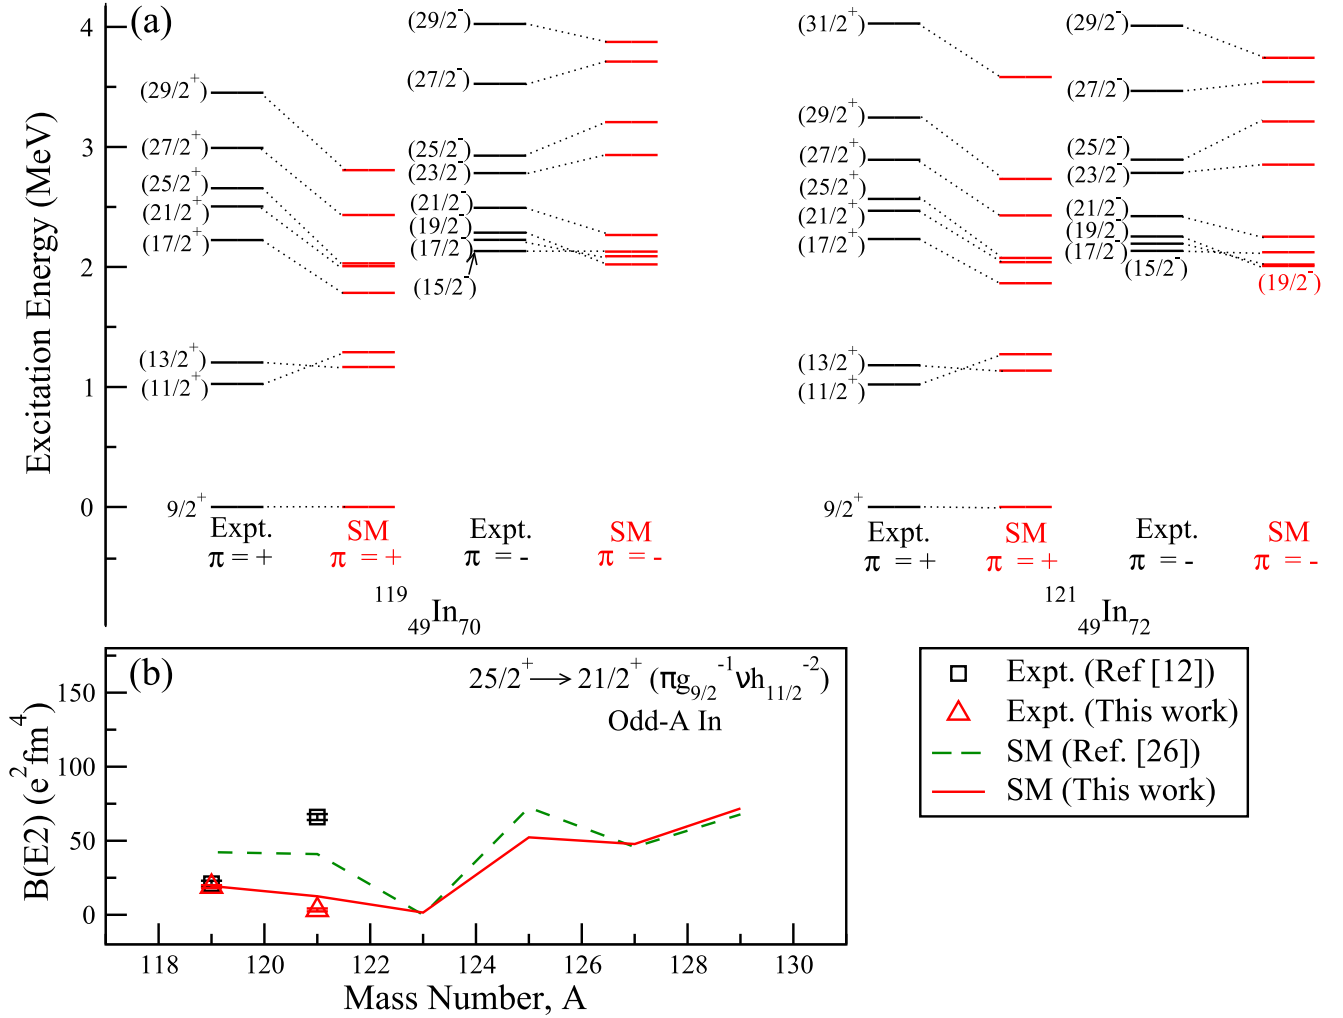 (a)
Excitation Energy (MeV)
4
3
2
1
0
(29/2⁺)
(27/2⁺)
(25/2⁺)
(21/2⁺)
(17/2⁺)
(13/2⁺)
(11/2⁺)
9/2⁺
(29/2⁻)
(27/2⁻)
(25/2⁻)
(23/2⁻)
(21/2⁻)
(19/2⁻)
(17/2⁻)
(15/2⁻)
(31/2⁺)
(29/2⁺)
(27/2⁺)
(25/2⁺)
(21/2⁺)
(17/2⁺)
(13/2⁺)
(11/2⁺)
9/2⁺
(29/2⁻)
(27/2⁻)
(25/2⁻)
(23/2⁻)
(21/2⁻)
(19/2⁻)
(17/2⁻)
(15/2⁻)
(19/2⁻)
Expt. SM Expt. SM Expt. SM Expt. SM
π = + π = + π = - π = - π = + π = + π = - π = -
¹¹⁹₄₉In₇₀ ¹²¹₄₉In₇₂
(b)
25/2⁺ → 21/2⁺ (πg₉/₂⁻¹νh₁₁/₂⁻²)
Odd-A In
B(E2) (e²fm⁴)
150
100
50
0
118 120 122 124 126 128 130
Mass Number, A
Expt. (Ref [12])
Expt. (This work)
SM (Ref. [26])
SM (This work)